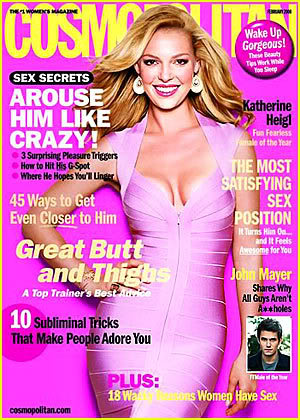 THE #1 WOMEN'S MAGAZINE
FEBRUARY 2008
COSMOPOLITAN
Wake Up
Gorgeous!
These Beauty
Tips Work While
You Sleep
SEX SECRETS
AROUSE
HIM LIKE
CRAZY!
3 Surprising Pleasure Triggers
How to Hit His G-Spot
Where He Hopes You'll Linger
Katherine
Heigl
Fun Fearless
Female of the Year
45 Ways to Get
Even Closer to Him
THE MOST
SATISFYING
SEX
POSITION
It Turns Him On...
and It Feels
Awesome for You
Great Butt
and Thighs
A Top Trainer's Best Advice
John Mayer
Shares Why
All Guys Aren't
A**holes
10 Subliminal Tricks
That Make People Adore You
FFMale of the Year
PLUS:
18 Wacky Reasons Women Have Sex
cosmopolitan.com